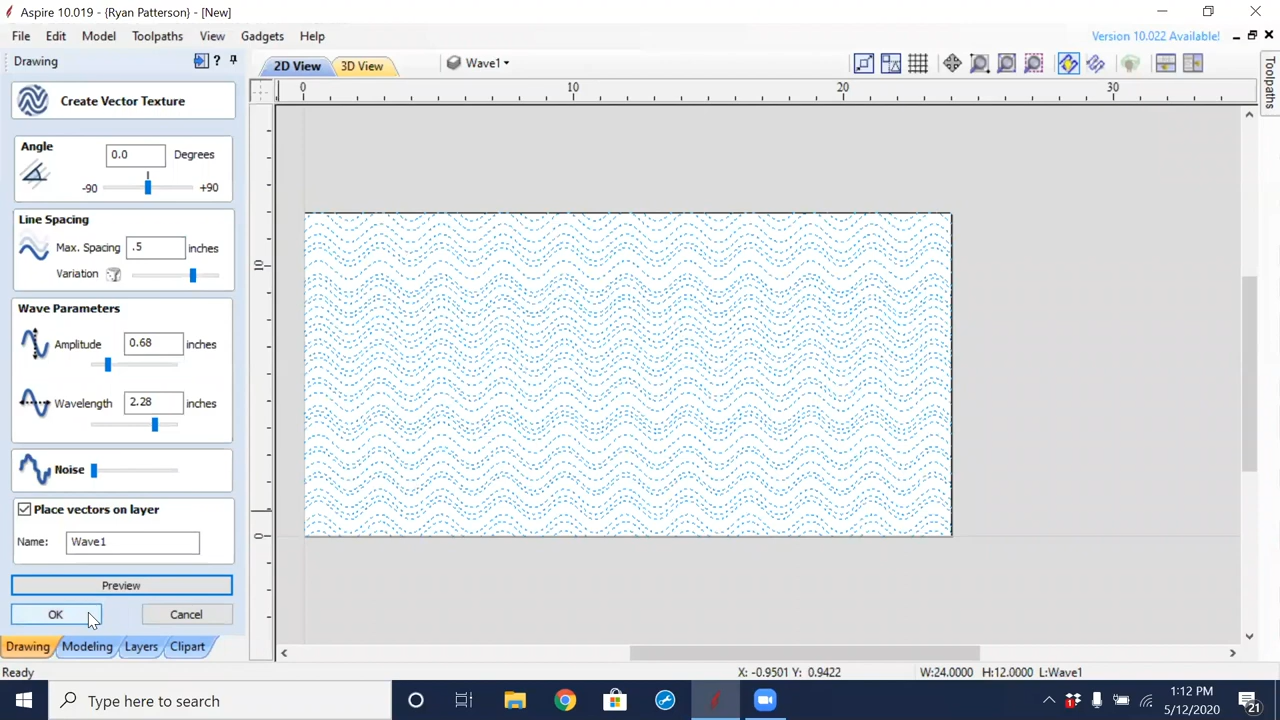 Aspire 10.019 - {Ryan Patterson} - [New]
File Edit Model Toolpaths View Gadgets Help Version 10.022 Available!
Drawing
2D View 3D View Wave1
Toolpaths
0 10 20 30
10
0
Create Vector Texture
Angle
0.0 Degrees
-90 +90
Line Spacing
Max. Spacing .5 inches
Variation
Wave Parameters
Amplitude 0.68 inches
Wavelength 2.28 inches
Noise
Place vectors on layer
Name: Wave1
Preview
OK Cancel
Drawing Modeling Layers Clipart
Ready X: -0.9501 Y: 0.9422 W:24.0000 H:12.0000 L:Wave1
Type here to search
1:12 PM
5/12/2020
21